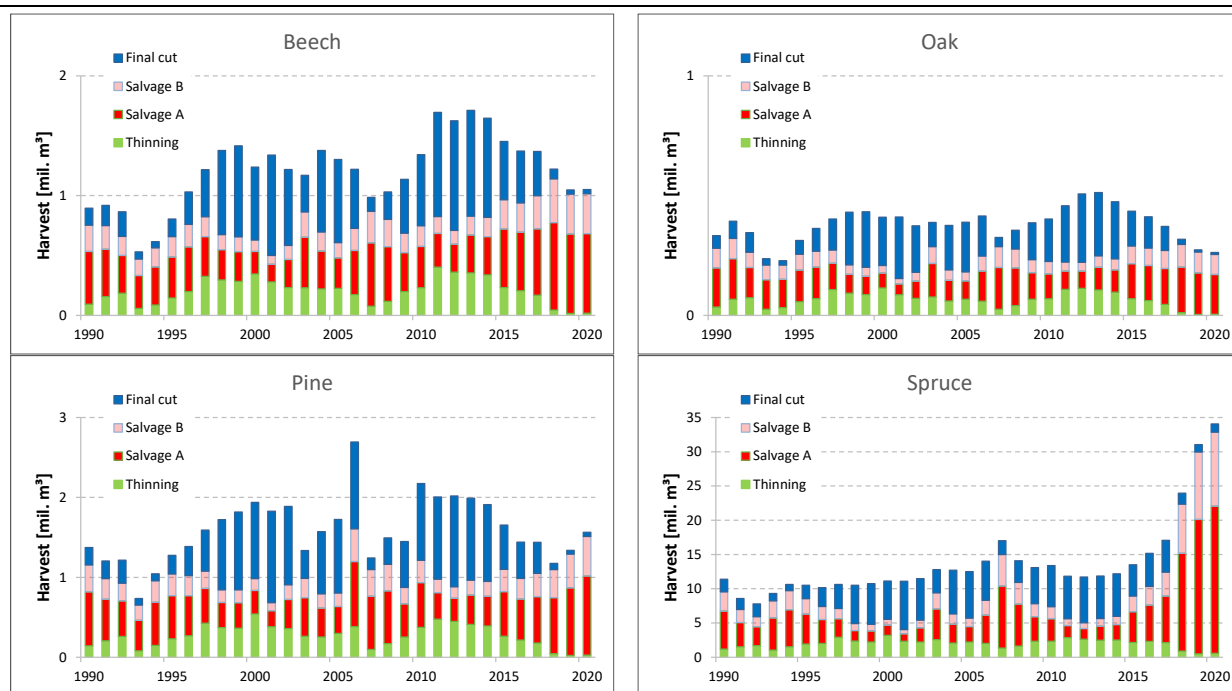 Beech
Final cut
Salvage B
Salvage A
Thinning
Harvest [mil. m³]
2
1
0
1990
1995
2000
2005
2010
2015
2020
Oak
Final cut
Salvage B
Salvage A
Thinning
Harvest [mil. m³]
1
0
1990
1995
2000
2005
2010
2015
2020
Pine
Final cut
Salvage B
Salvage A
Thinning
Harvest [mil. m³]
3
2
1
0
1990
1995
2000
2005
2010
2015
2020
Spruce
Final cut
Salvage B
Salvage A
Thinning
Harvest [mil. m³]
35
30
25
20
15
10
5
0
1990
1995
2000
2005
2010
2015
2020